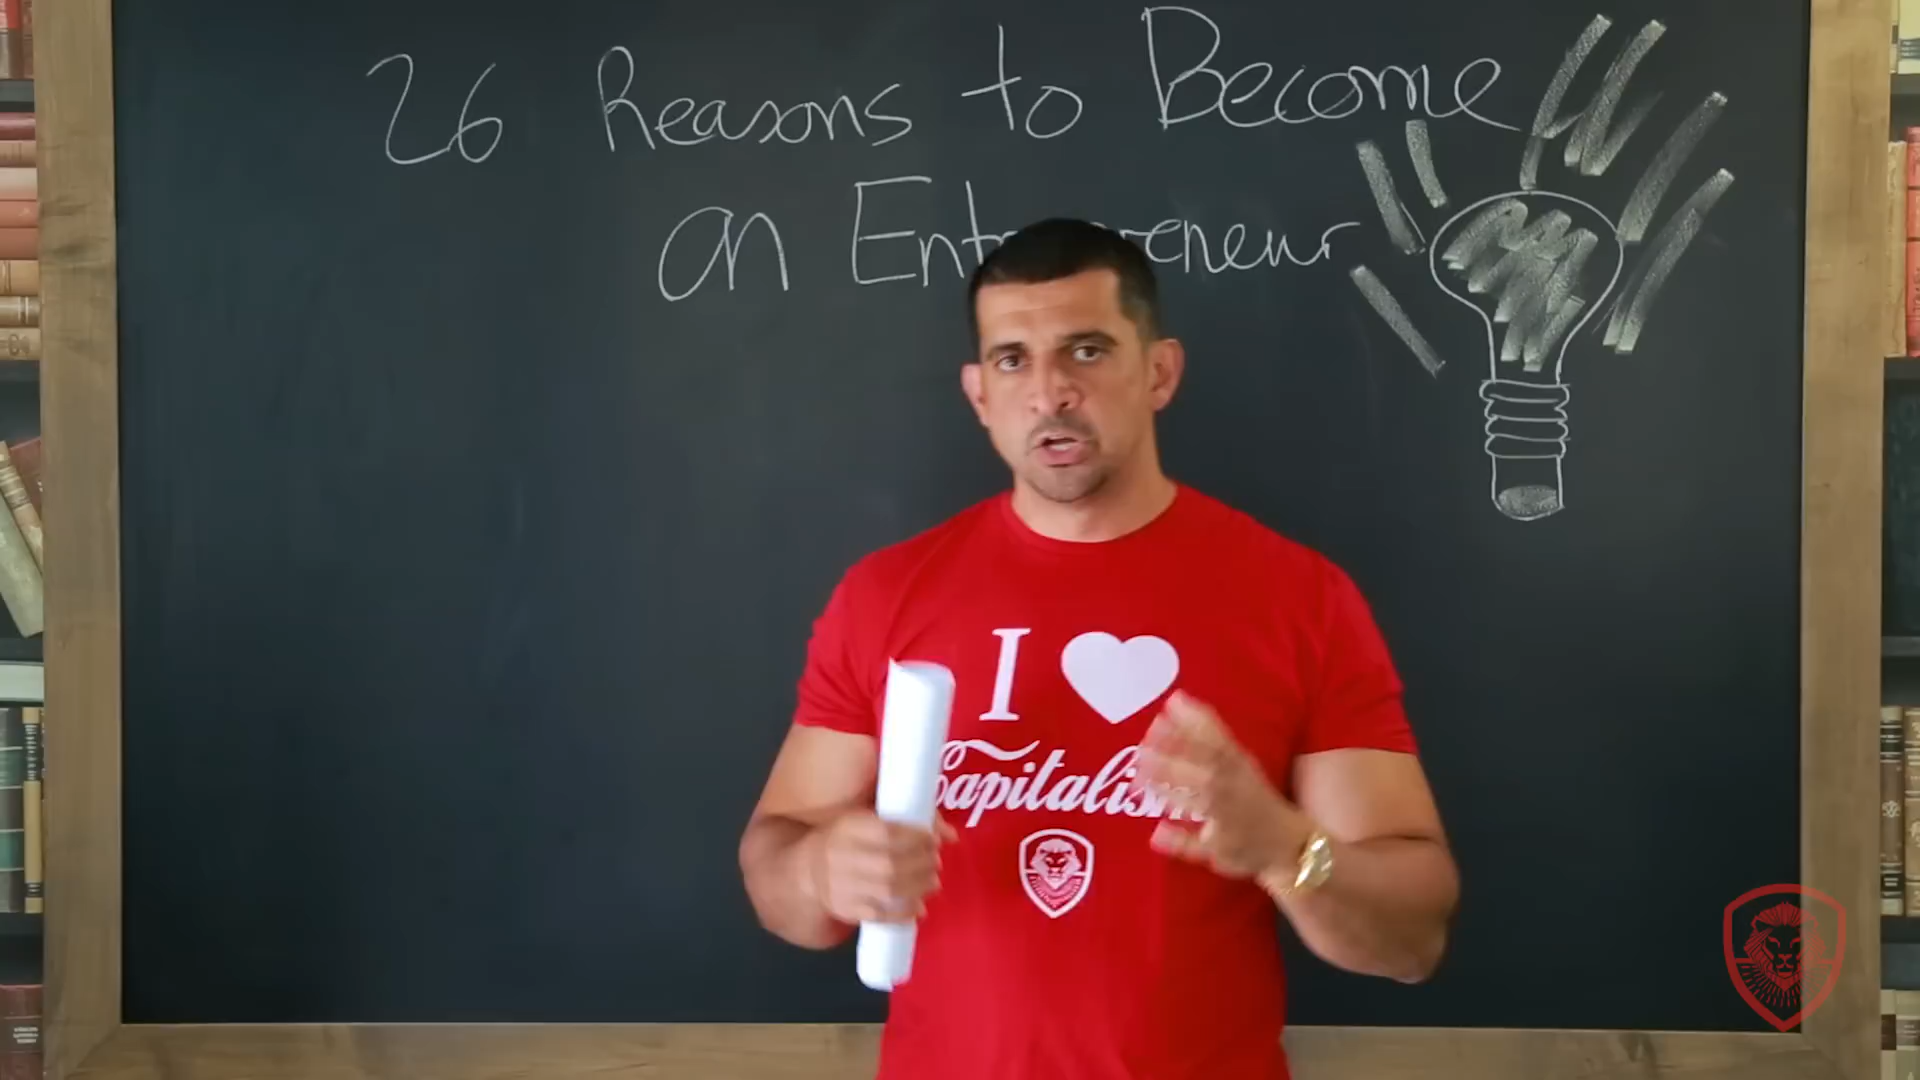 26 Reasons to Become
an Entrepreneur
I
Capitalism